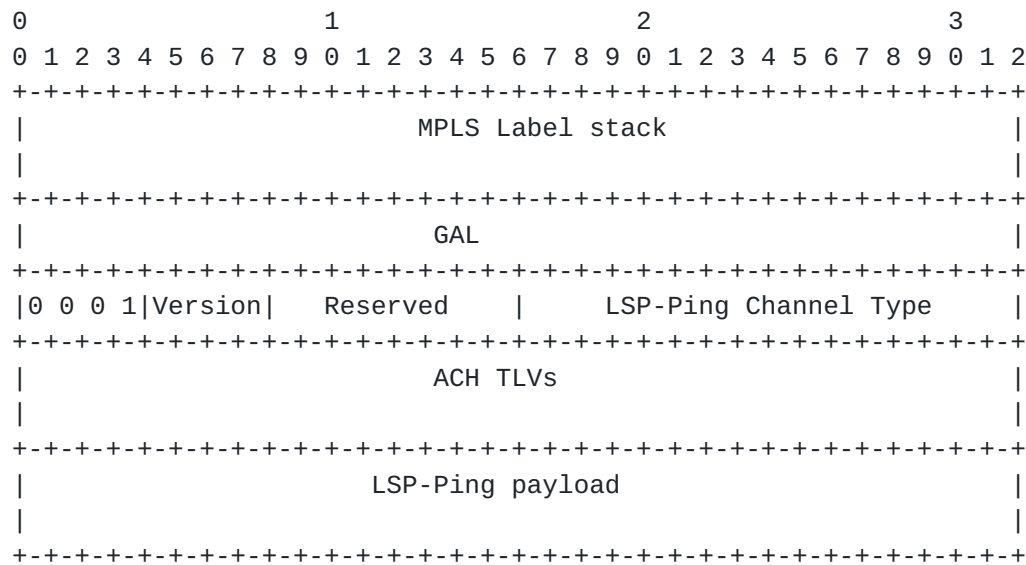 0                   1                   2                   3
0 1 2 3 4 5 6 7 8 9 0 1 2 3 4 5 6 7 8 9 0 1 2 3 4 5 6 7 8 9 0 1 2
+-+-+-+-+-+-+-+-+-+-+-+-+-+-+-+-+-+-+-+-+-+-+-+-+-+-+-+-+-+-+-+-+
|                         MPLS Label stack                      |
|                                                               |
+-+-+-+-+-+-+-+-+-+-+-+-+-+-+-+-+-+-+-+-+-+-+-+-+-+-+-+-+-+-+-+-+
|                          GAL                                  |
+-+-+-+-+-+-+-+-+-+-+-+-+-+-+-+-+-+-+-+-+-+-+-+-+-+-+-+-+-+-+-+-+
|0 0 0 1|Version|   Reserved    |     LSP-Ping Channel Type     |
+-+-+-+-+-+-+-+-+-+-+-+-+-+-+-+-+-+-+-+-+-+-+-+-+-+-+-+-+-+-+-+-+
|                          ACH TLVs                             |
|                                                               |
+-+-+-+-+-+-+-+-+-+-+-+-+-+-+-+-+-+-+-+-+-+-+-+-+-+-+-+-+-+-+-+-+
|                      LSP-Ping payload                         |
|                                                               |
+-+-+-+-+-+-+-+-+-+-+-+-+-+-+-+-+-+-+-+-+-+-+-+-+-+-+-+-+-+-+-+-+